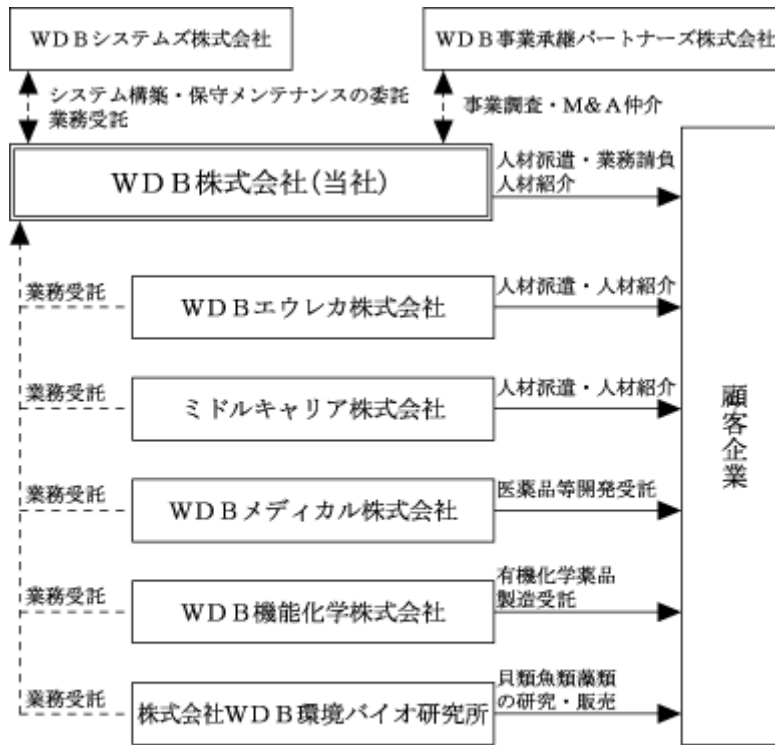 WDBシステムズ株式会社
WDB事業承継パートナーズ株式会社
システム構築・保守メンテナンスの委託
業務受託
事業調査・M&A仲介
WDB株式会社(当社)
人材派遣・業務請負
人材紹介
業務受託
WDBエウレカ株式会社
人材派遣・人材紹介
業務受託
ミドルキャリア株式会社
人材派遣・人材紹介
業務受託
WDBメディカル株式会社
医薬品等開発受託
業務受託
WDB機能化学株式会社
有機化学薬品
製造受託
業務受託
株式会社WDB環境バイオ研究所
貝類魚類藻類
の研究・販売
顧客企業